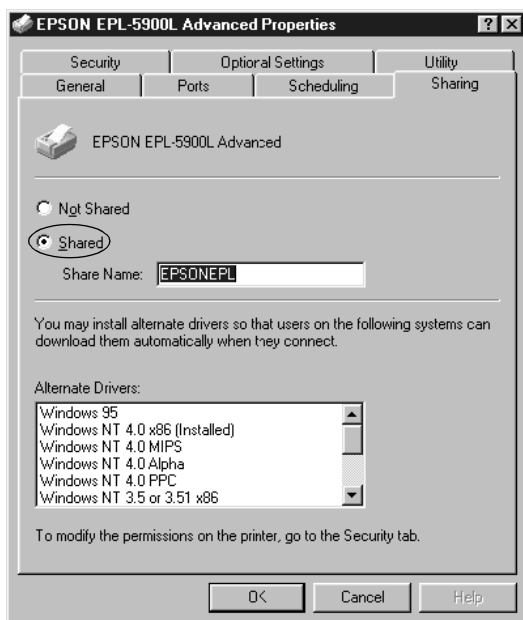 EPSON EPL-5900L Advanced Properties
Security Optional Settings Utility
General Ports Scheduling Sharing
EPSON EPL-5900L Advanced
Not Shared
Shared
Share Name: EPSONEPL
You may install alternate drivers so that users on the following systems can
download them automatically when they connect.
Alternate Drivers:
Windows 95
Windows NT 4.0 x86 (Installed)
Windows NT 4.0 MIPS
Windows NT 4.0 Alpha
Windows NT 4.0 PPC
Windows NT 3.5 or 3.51 x86
To modify the permissions on the printer, go to the Security tab.
OK Cancel Help